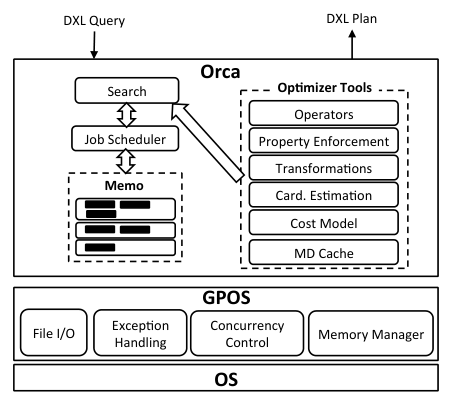 DXL Query
DXL Plan
Orca
Search
Job Scheduler
Memo
Optimizer Tools
Operators
Property Enforcement
Transformations
Card. Estimation
Cost Model
MD Cache
GPOS
File I/O
Exception
Handling
Concurrency
Control
Memory Manager
OS